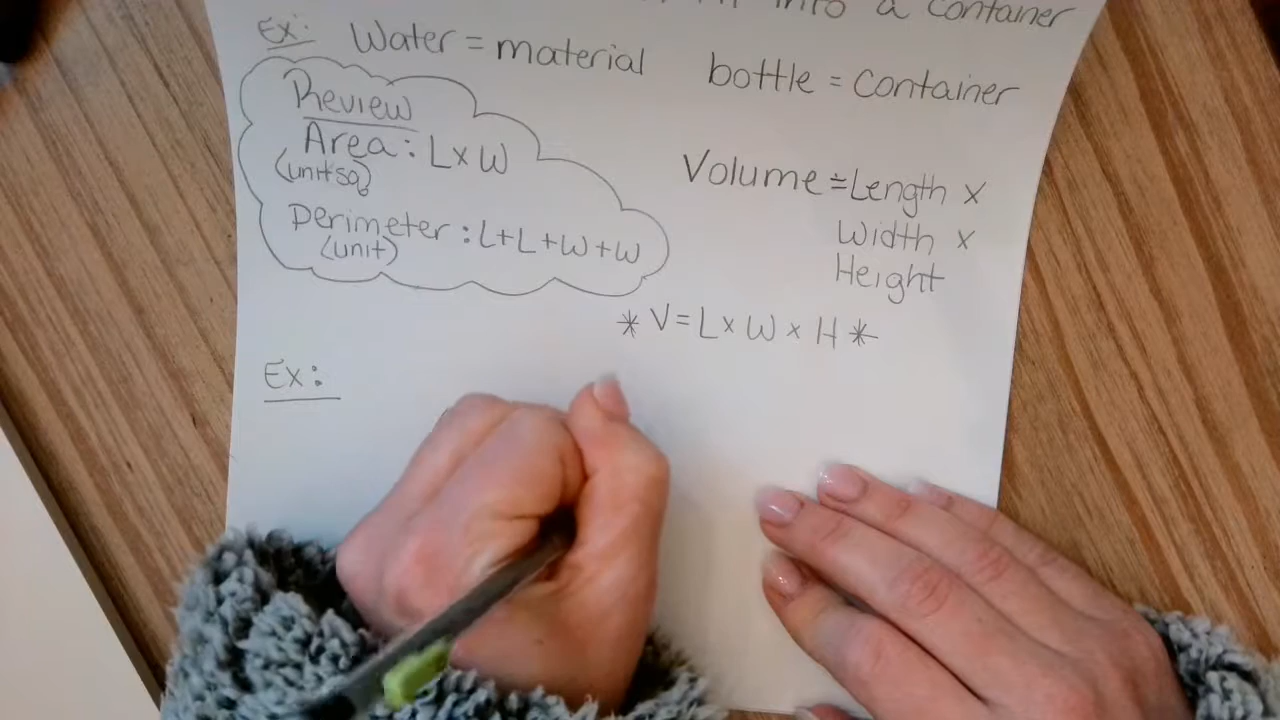 into a container
Ex: Water = material bottle = Container
Review
Area: L x W
(unit sq)
Perimeter: L+L+W+W
(unit)
Volume = Length x
Width x
Height
* V = L x W x H *
Ex: